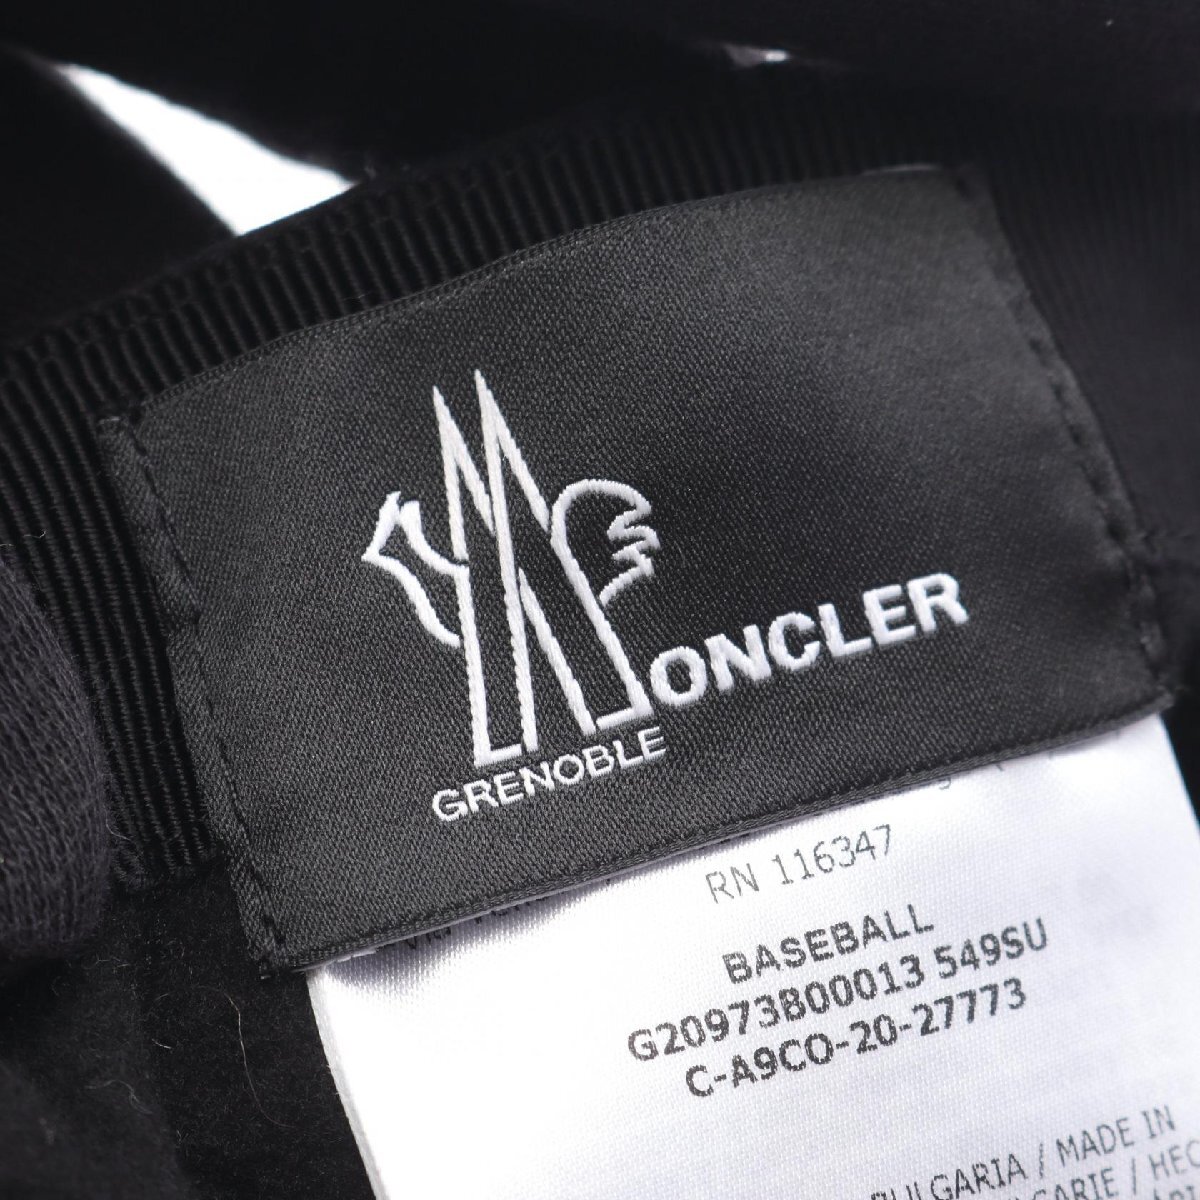 MONCLER
GRENOBLE
RN 116347
BASEBALL
G20973B00013 549SU
C-A9CO-20-27773
BULGARIA / MADE IN